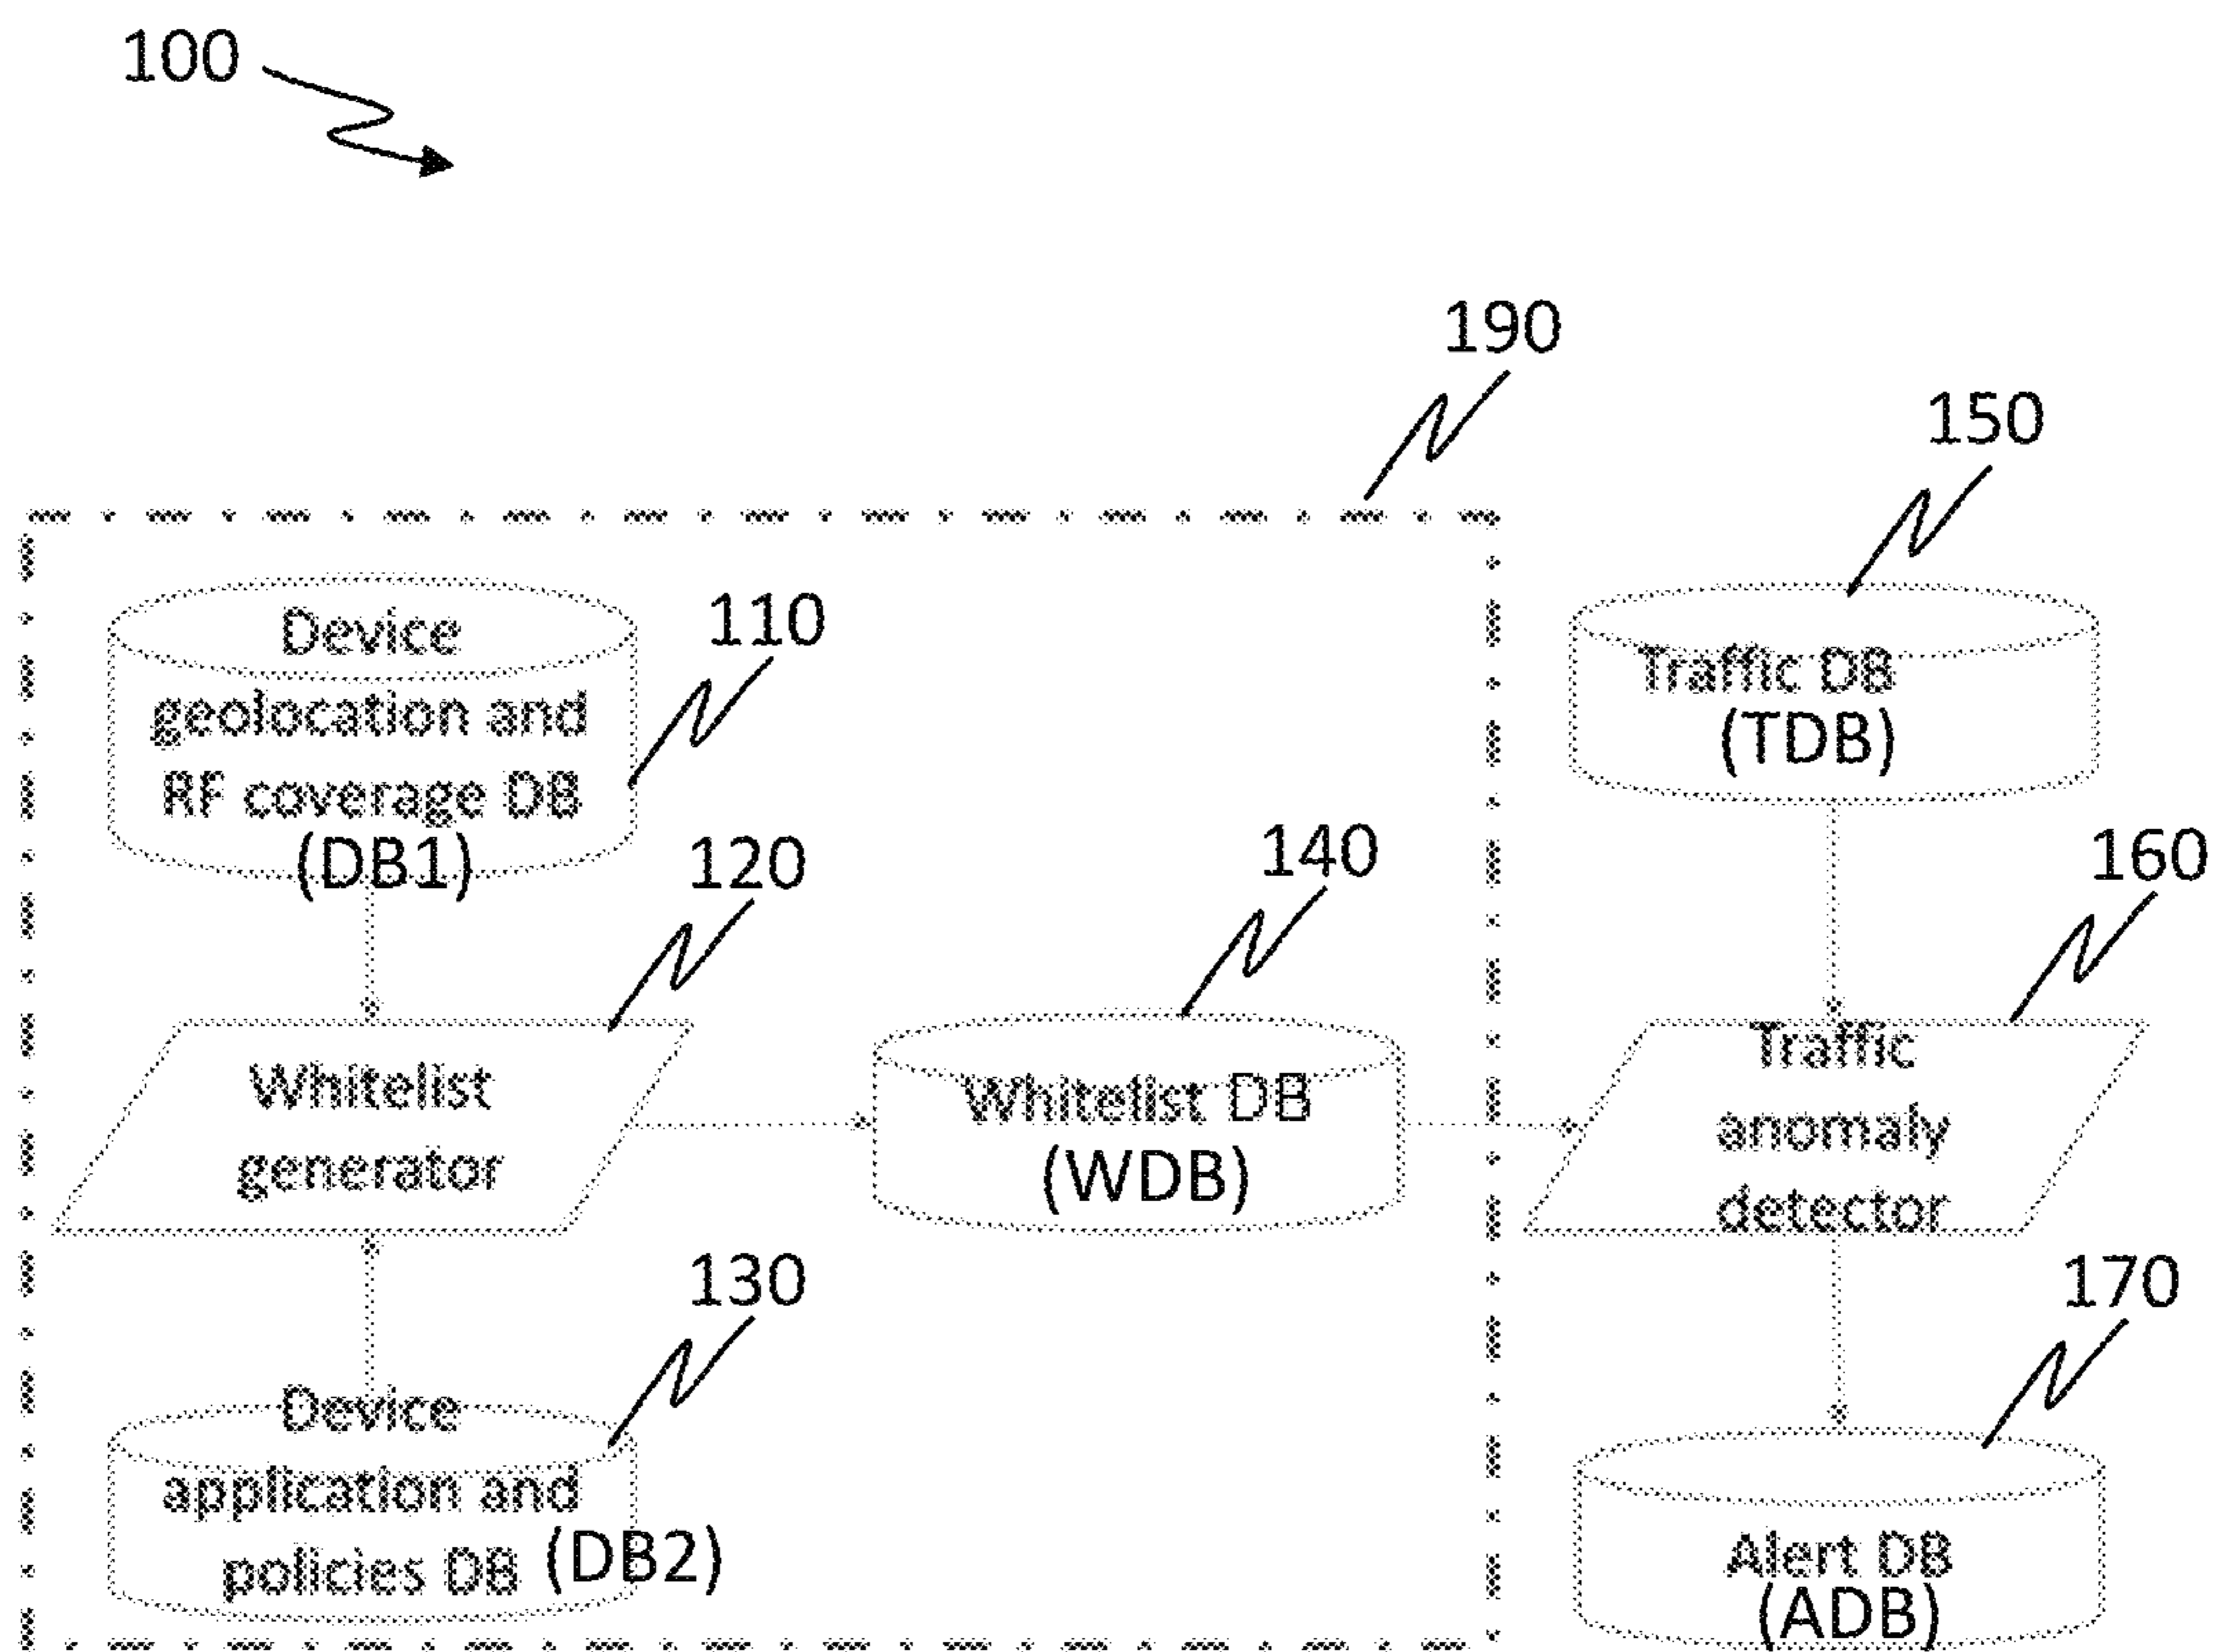 100
190
150
110
Device
geolocation and
RF coverage DB
(DB1)
Traffic DB
(TDB)
120
140
160
Whitelist
generator
Whitelist DB
(WDB)
Traffic
anomaly
detector
130
170
Device
application and
policies DB (DB2)
Alert DB
(ADB)